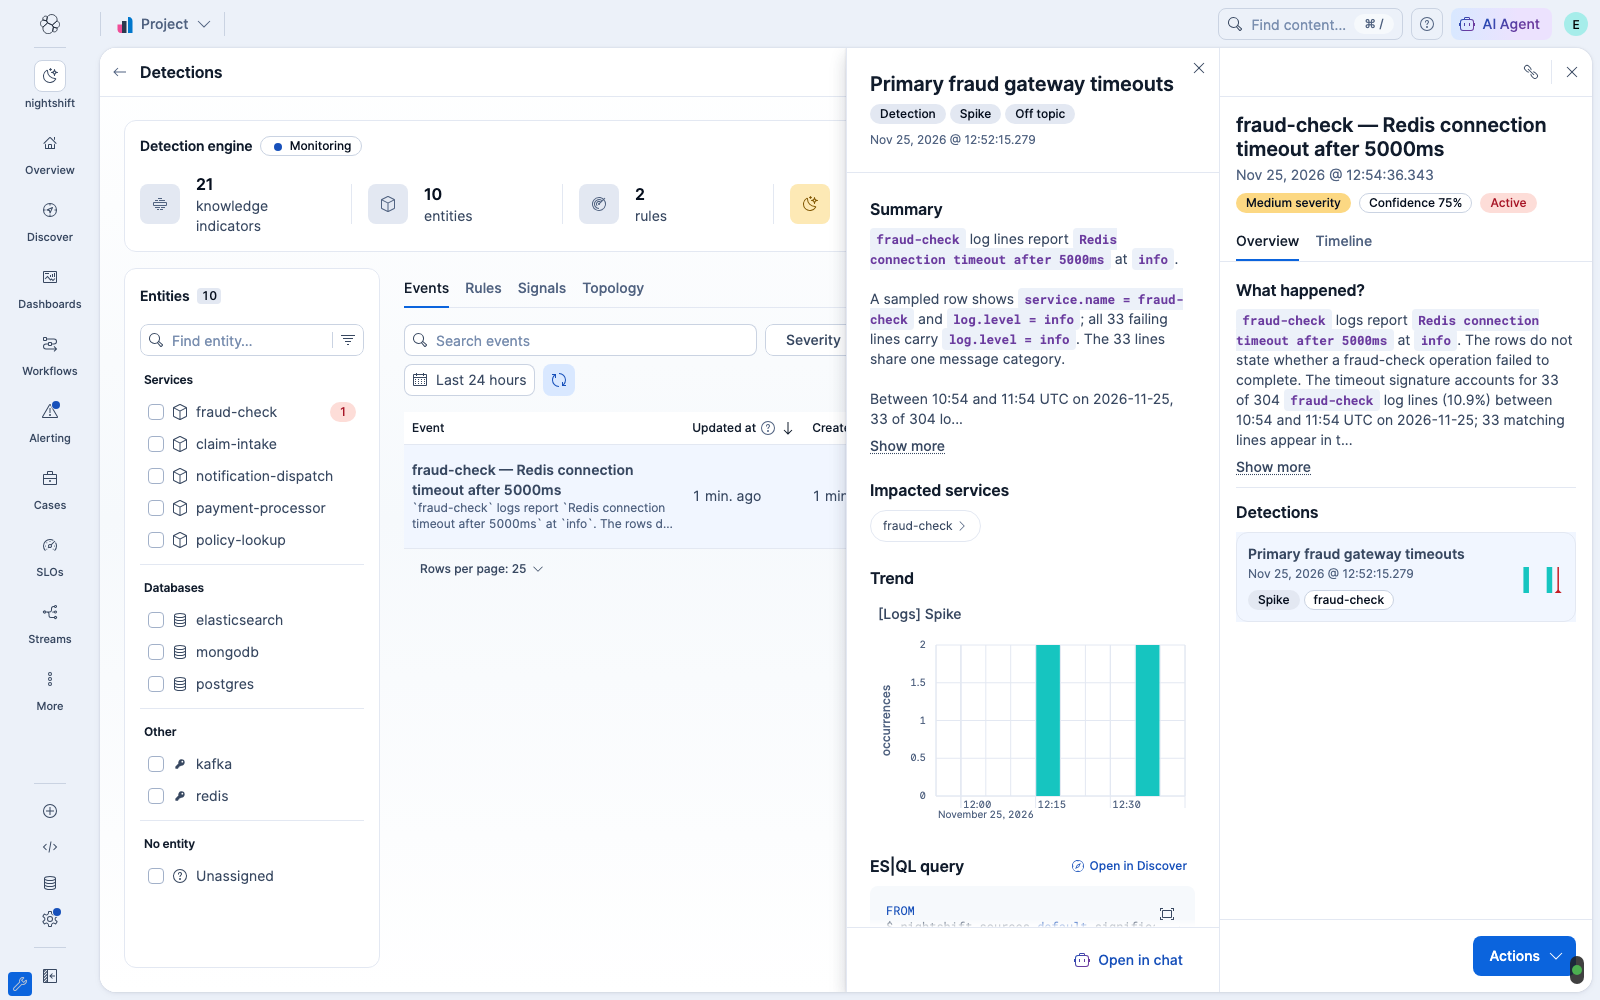 Project
Find content...
⌘ /
AI Agent
E
nightshift
Overview
Discover
Dashboards
Workflows
Alerting
Cases
SLOs
Streams
More
Detections
Detection engine
Monitoring
21
knowledge
indicators
10
entities
2
rules
Entities 10
Find entity...
Services
fraud-check
1
claim-intake
notification-dispatch
payment-processor
policy-lookup
Databases
elasticsearch
mongodb
postgres
Other
kafka
redis
No entity
Unassigned
Events Rules Signals Topology
Search events
Severity
Last 24 hours
Event
Updated at
Create
fraud-check — Redis connection
timeout after 5000ms
`fraud-check` logs report `Redis connection
timeout after 5000ms` at `info`. The rows d...
1 min. ago
1 min
Rows per page: 25
Primary fraud gateway timeouts
Detection Spike Off topic
Nov 25, 2026 @ 12:52:15.279
Summary
fraud-check log lines report Redis
connection timeout after 5000ms at info .
A sampled row shows service.name = fraud-
check and log.level = info ; all 33 failing
lines carry log.level = info . The 33 lines
share one message category.
Between 10:54 and 11:54 UTC on 2026-11-25,
33 of 304 lo...
Show more
Impacted services
fraud-check
Trend
[Logs] Spike
occurrences
2
1.5
1
0.5
0
12:00 12:15 12:30
November 25, 2026
ES|QL query
Open in Discover
FROM
$.nightshift.sources.default.signific
Open in chat
fraud-check — Redis connection
timeout after 5000ms
Nov 25, 2026 @ 12:54:36.343
Medium severity Confidence 75% Active
Overview Timeline
What happened?
fraud-check logs report Redis connection
timeout after 5000ms at info . The rows do not
state whether a fraud-check operation failed to
complete. The timeout signature accounts for 33
of 304 fraud-check log lines (10.9%) between
10:54 and 11:54 UTC on 2026-11-25; 33 matching
lines appear in t...
Show more
Detections
Primary fraud gateway timeouts
Nov 25, 2026 @ 12:52:15.279
Spike fraud-check
Actions